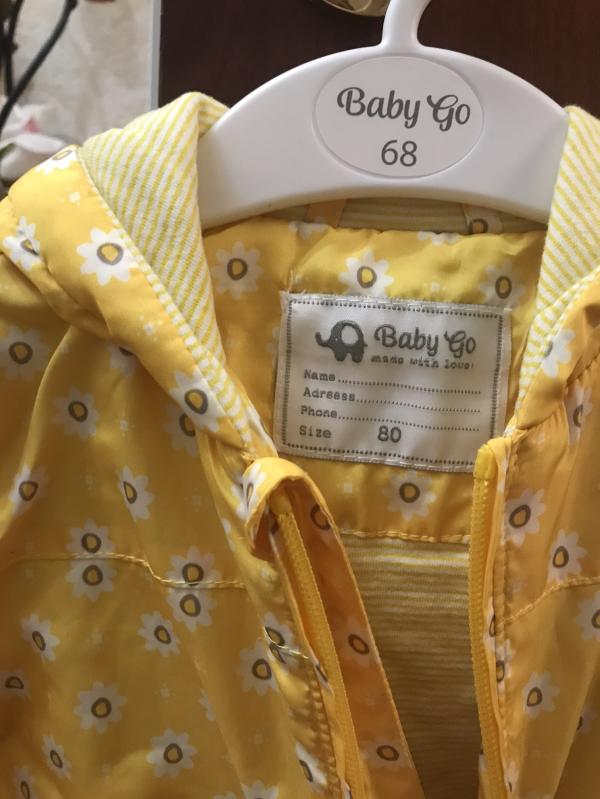 Baby Go
68
Baby Go
made with love!
Name
Adress
Phone
Size 80